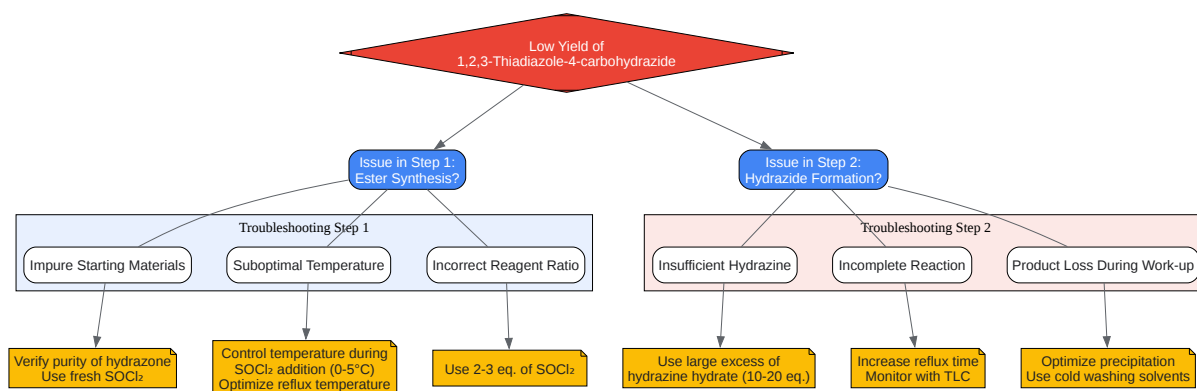 Low Yield of
1,2,3-Thiadiazole-4-carbohydrazide
Issue in Step 1:
Ester Synthesis?
Issue in Step 2:
Hydrazide Formation?
Troubleshooting Step 1
Troubleshooting Step 2
Impure Starting Materials
Suboptimal Temperature
Incorrect Reagent Ratio
Insufficient Hydrazine
Incomplete Reaction
Product Loss During Work-up
Verify purity of hydrazone
Use fresh SOCl₂
Control temperature during
SOCl₂ addition (0-5°C)
Optimize reflux temperature
Use 2-3 eq. of SOCl₂
Use large excess of
hydrazine hydrate (10-20 eq.)
Increase reflux time
Monitor with TLC
Optimize precipitation
Use cold washing solvents